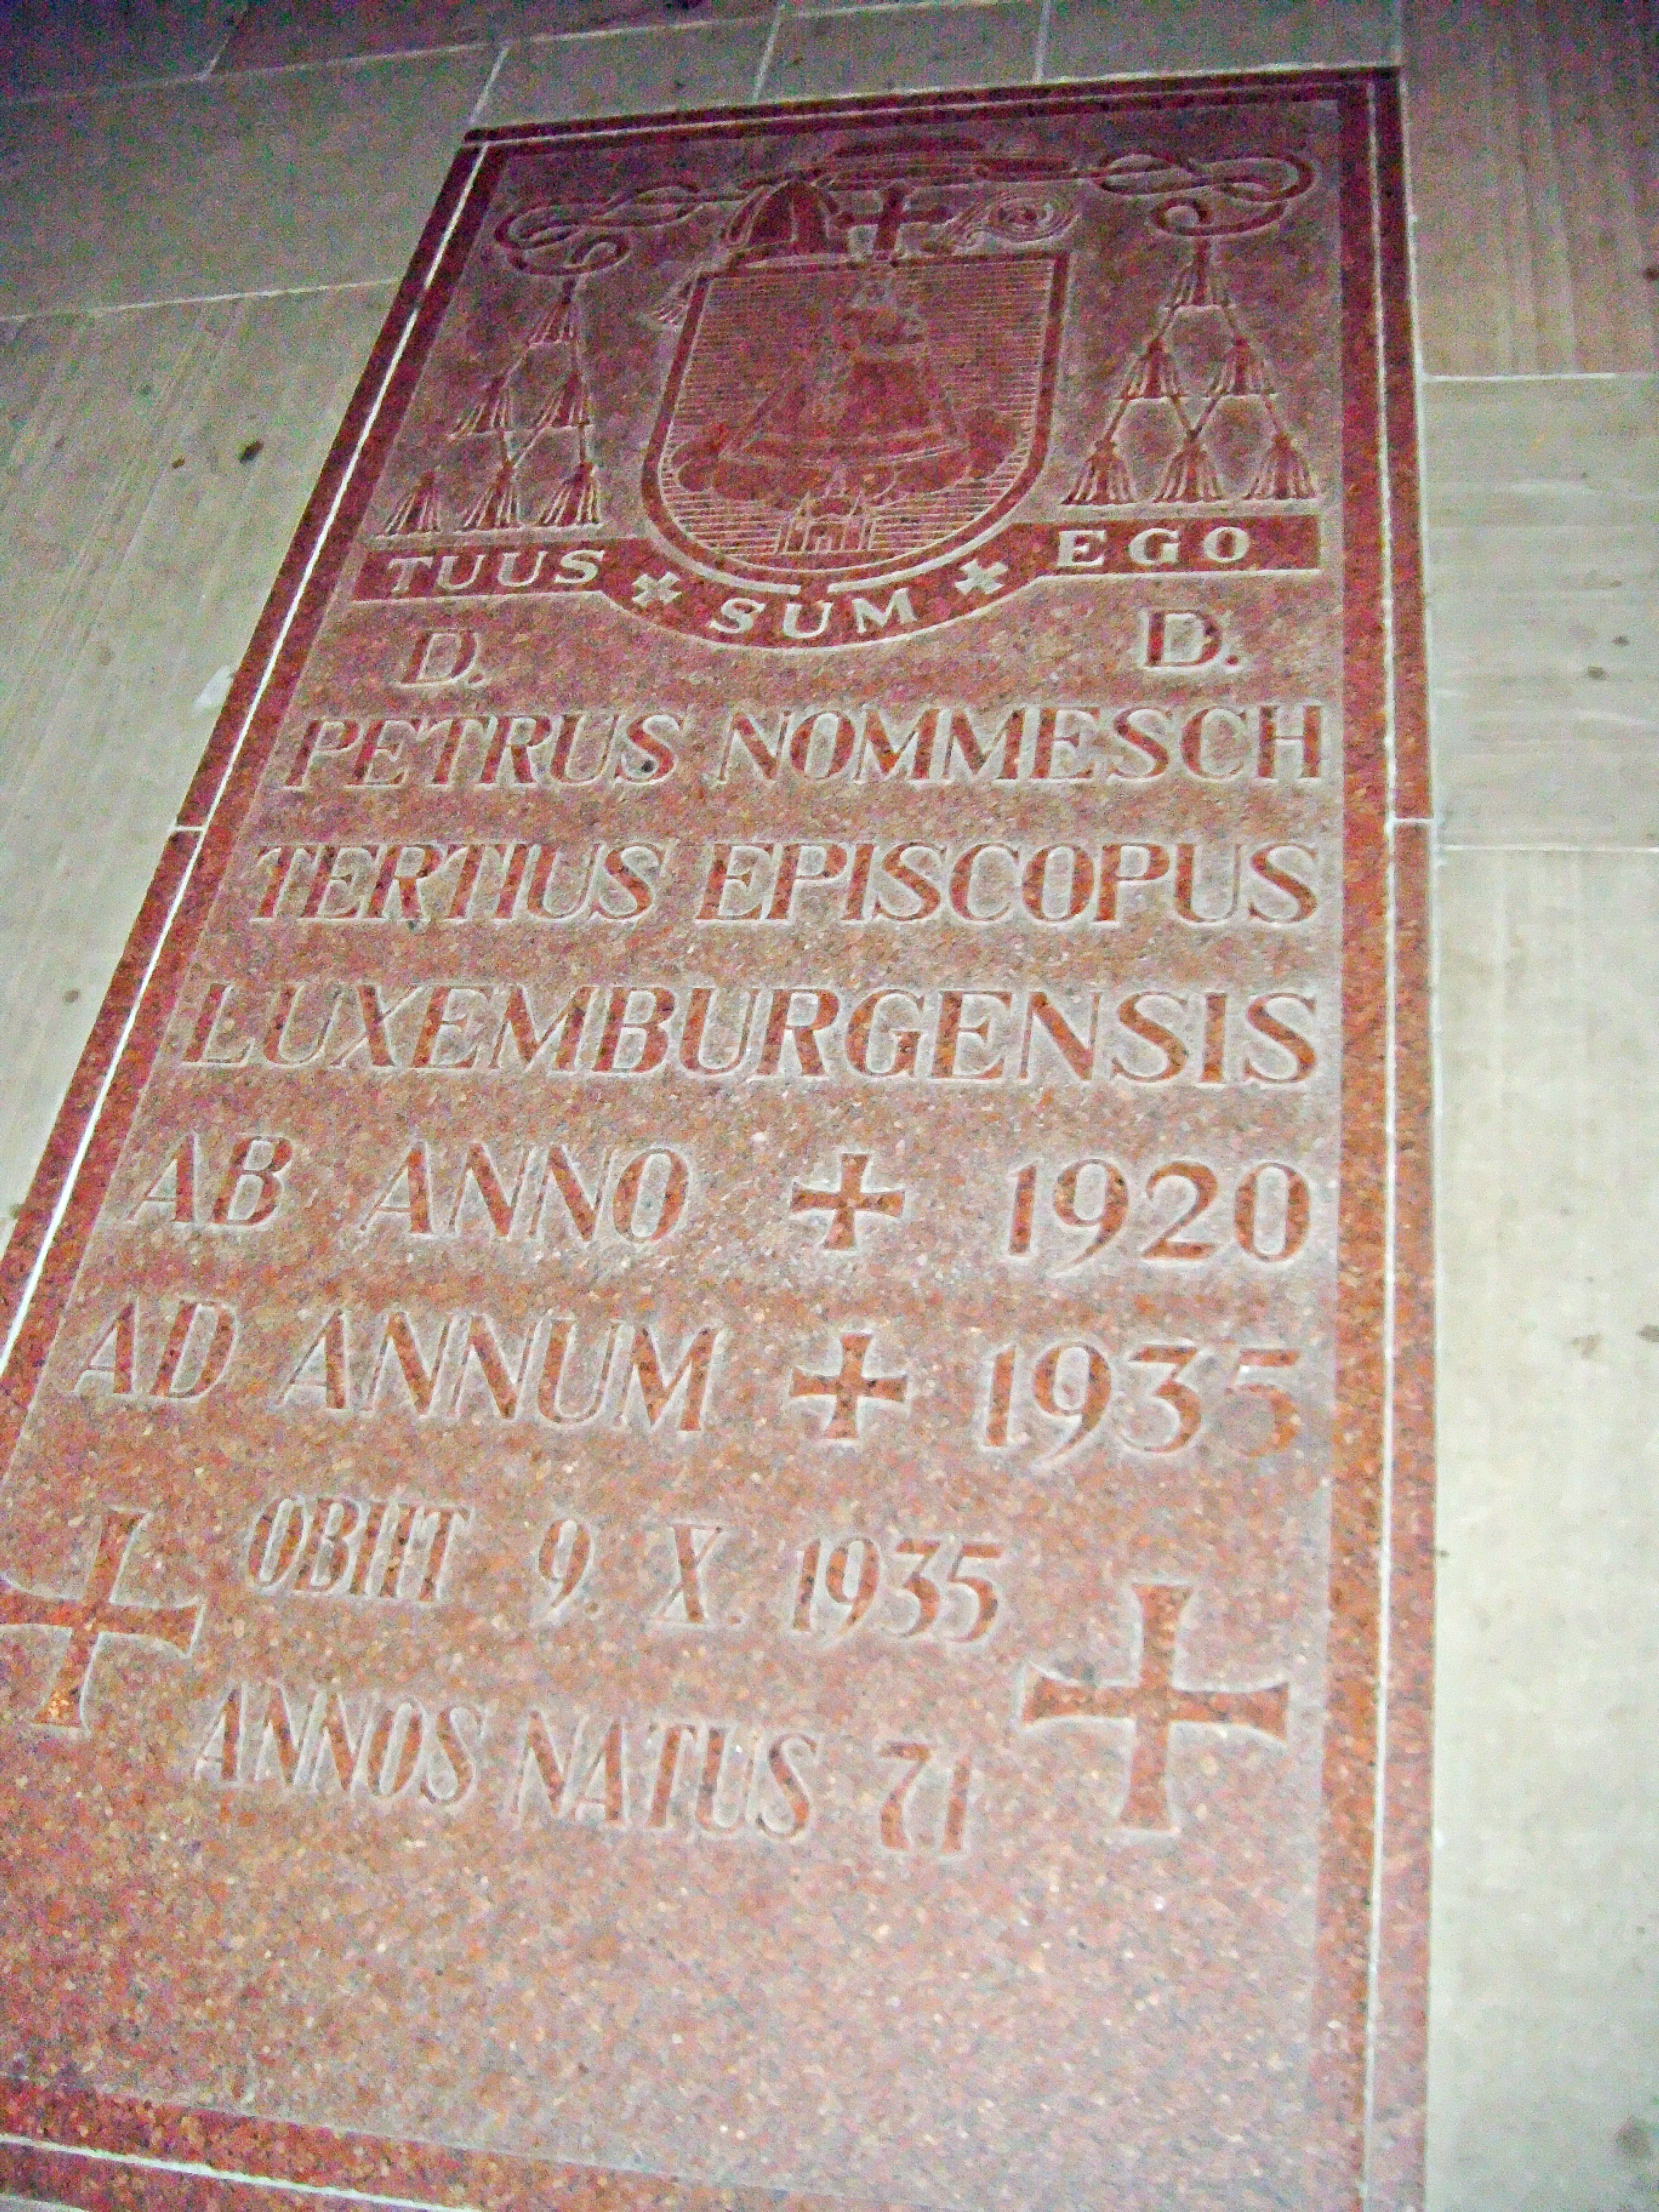 TUUS ✠ SUM ✠ EGO
D. D.
PETRUS NOMMESCH
TERTIUS EPISCOPUS
LUXEMBURGENSIS
AB ANNO ✠ 1920
AD ANNUM ✠ 1935
OBIIT 9. X. 1935
ANNOS NATUS 71